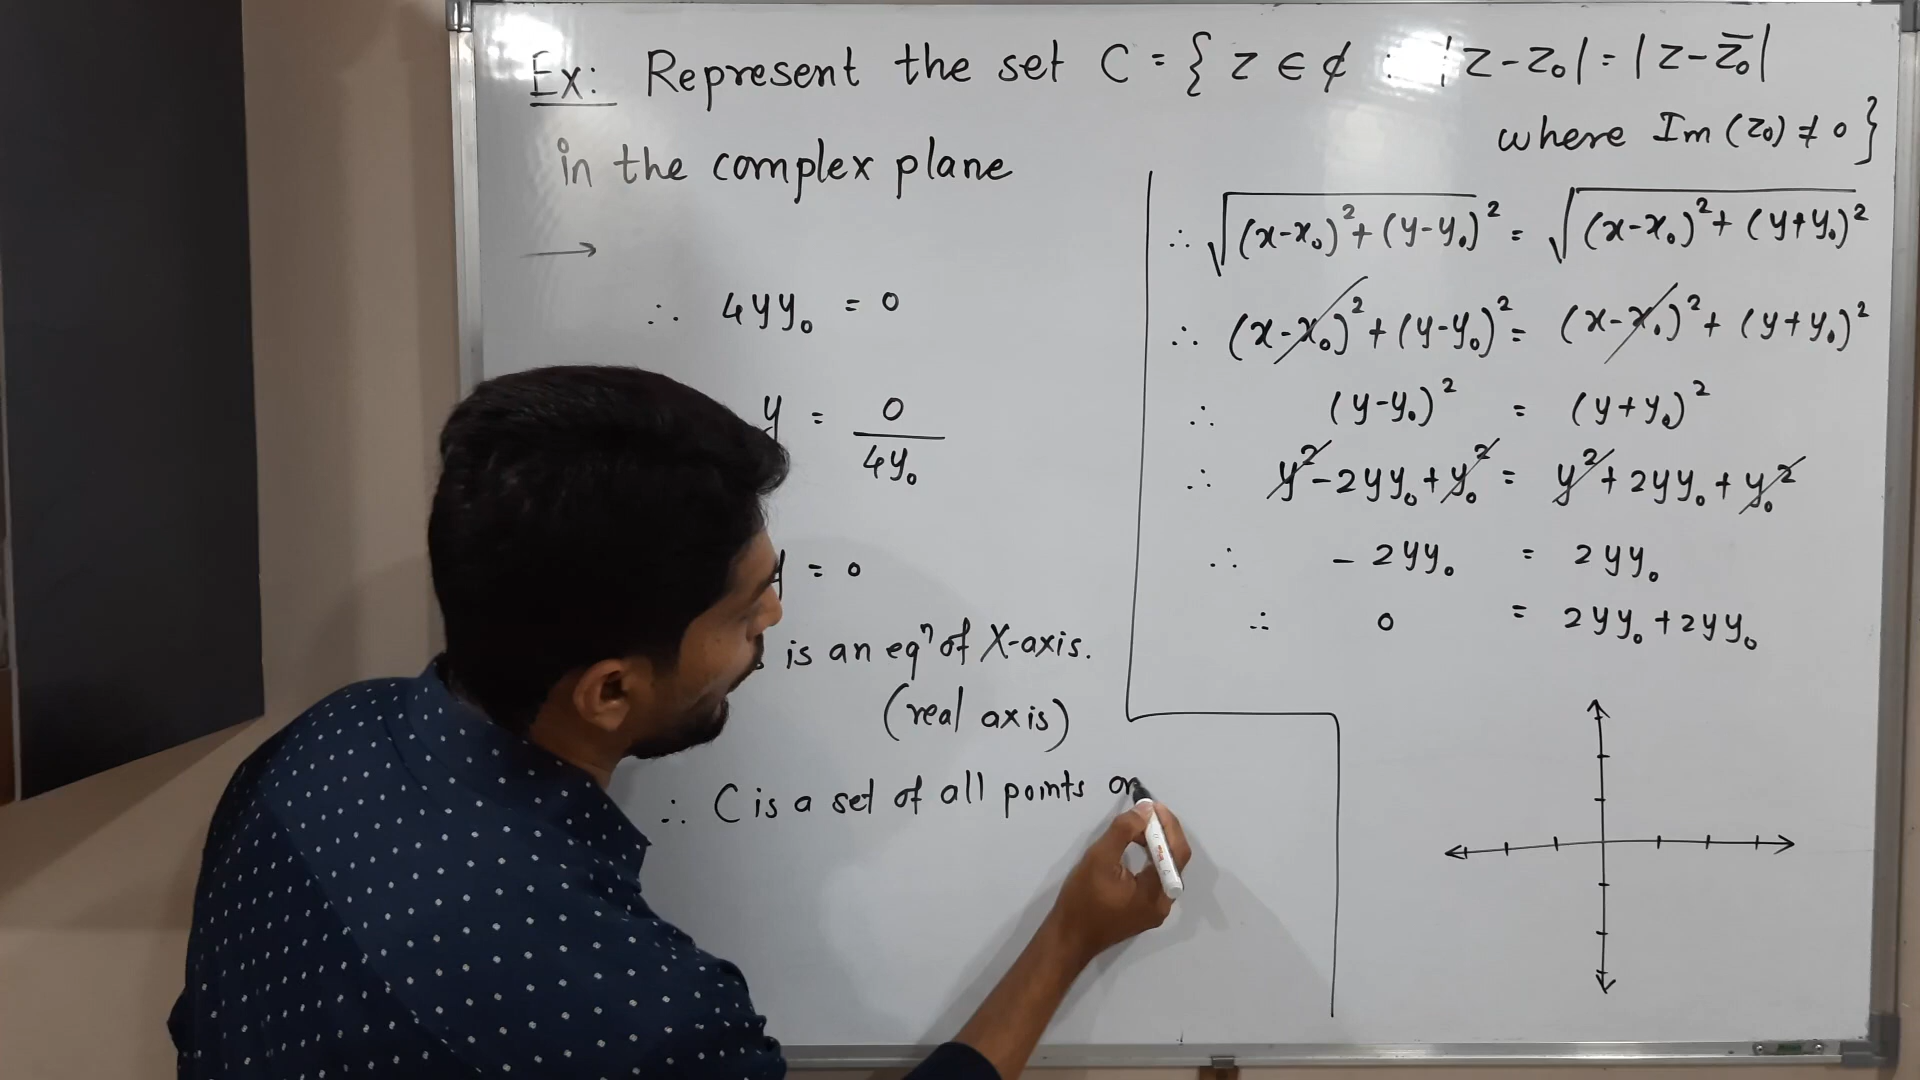 Ex: Represent the set C = { z ∈ ₵ : |z-z₀| = |z-z̅₀|
where Im (z₀) ≠ 0 }
in the complex plane
→
∴ √(x-x₀)²+(y-y₀)² = √(x-x₀)²+(y+y₀)²
∴ (x-x₀)²+(y-y₀)² = (x-x₀)²+(y+y₀)²
∴ (y-y₀)² = (y+y₀)²
∴ y²-2yy₀+y₀² = y²+2yy₀+y₀²
∴ -2yy₀ = 2yy₀
∴ 0 = 2yy₀+2yy₀
∴ 4yy₀ = 0
y = 0/4y₀
y = 0
is an eqⁿ of X-axis.
(real axis)
∴ C is a set of all points on